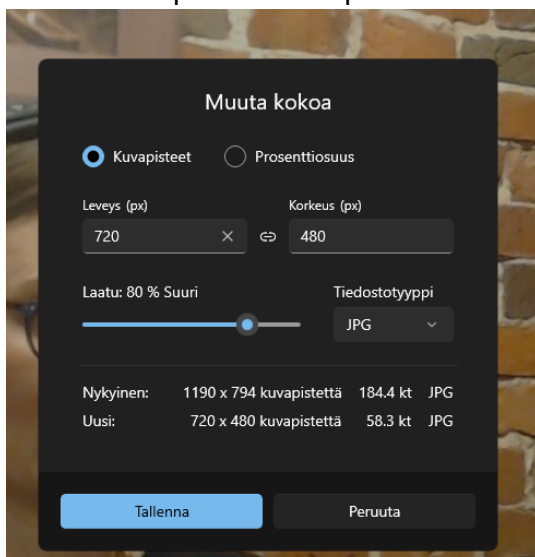 Muuta kokoa
Kuvapisteet Prosenttiosuus
Leveys (px) Korkeus (px)
720 480
Laatu: 80 % Suuri Tiedostotyyppi
JPG
Nykyinen: 1190 x 794 kuvapistettä 184.4 kt JPG
Uusi: 720 x 480 kuvapistettä 58.3 kt JPG
Tallenna Peruuta